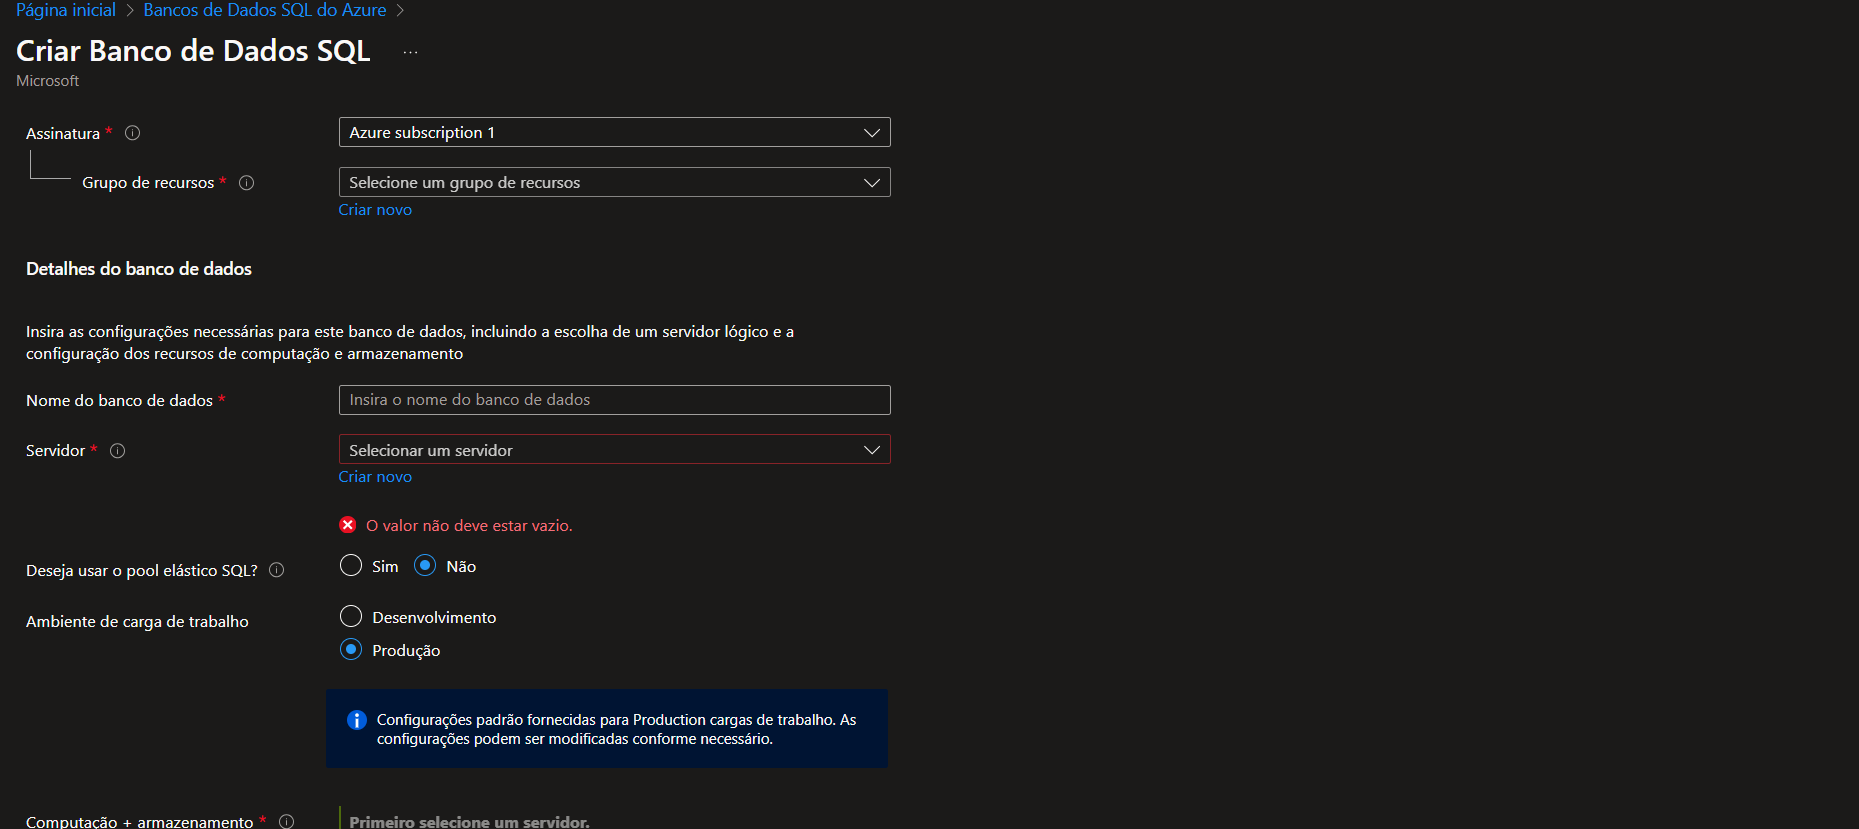 Página inicial > Bancos de Dados SQL do Azure >
Criar Banco de Dados SQL ...
Microsoft
Assinatura *
Azure subscription 1
Grupo de recursos *
Selecione um grupo de recursos
Criar novo
Detalhes do banco de dados
Insira as configurações necessárias para este banco de dados, incluindo a escolha de um servidor lógico e a
configuração dos recursos de computação e armazenamento
Nome do banco de dados *
Insira o nome do banco de dados
Servidor *
Selecionar um servidor
Criar novo
O valor não deve estar vazio.
Deseja usar o pool elástico SQL?
Sim
Não
Ambiente de carga de trabalho
Desenvolvimento
Produção
Configurações padrão fornecidas para Production cargas de trabalho. As
configurações podem ser modificadas conforme necessário.
Computação + armazenamento *
Primeiro selecione um servidor.